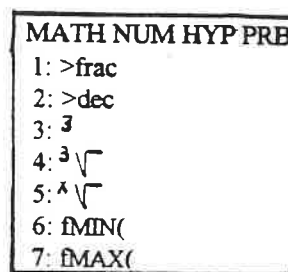 MATH NUM HYP PRB
1: >frac
2: >dec
3: ³
4: ³√
5: ˣ√
6: fMIN(
7: fMAX(